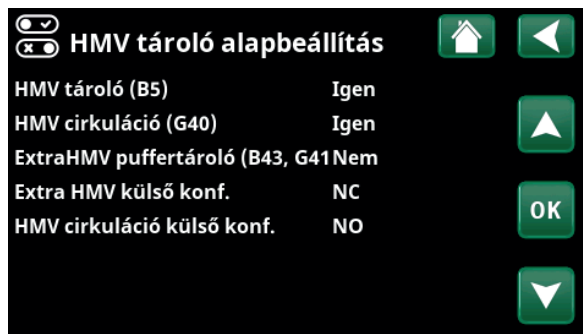 HMV tároló alapbeállítás
HMV tároló (B5) Igen
HMV cirkuláció (G40) Igen
ExtraHMV puffertároló (B43, G41 Nem
Extra HMV külső konf. NC
HMV cirkuláció külső konf. NO
OK